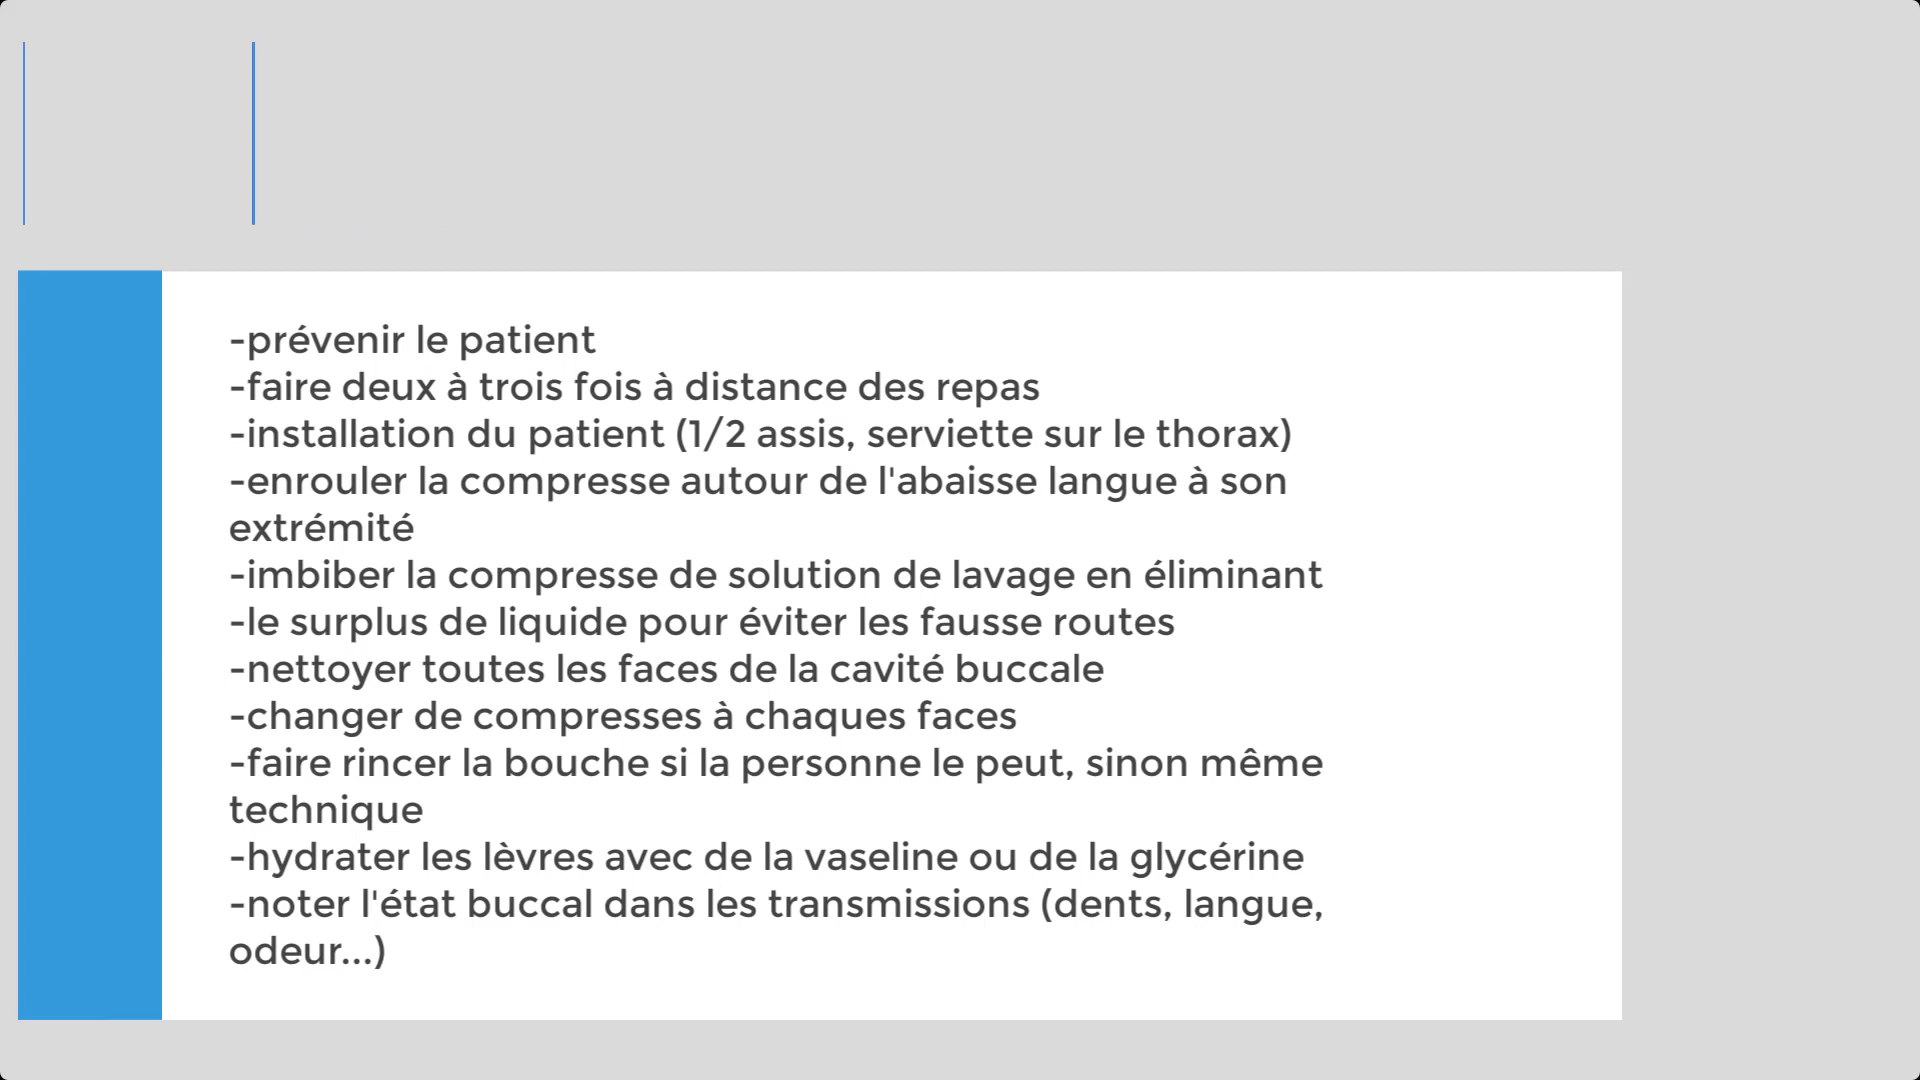 -prévenir le patient
-faire deux à trois fois à distance des repas
-installation du patient (1/2 assis, serviette sur le thorax)
-enrouler la compresse autour de l'abaisse langue à son
extrémité
-imbiber la compresse de solution de lavage en éliminant
-le surplus de liquide pour éviter les fausse routes
-nettoyer toutes les faces de la cavité buccale
-changer de compresses à chaques faces
-faire rincer la bouche si la personne le peut, sinon même
technique
-hydrater les lèvres avec de la vaseline ou de la glycérine
-noter l'état buccal dans les transmissions (dents, langue,
odeur...)